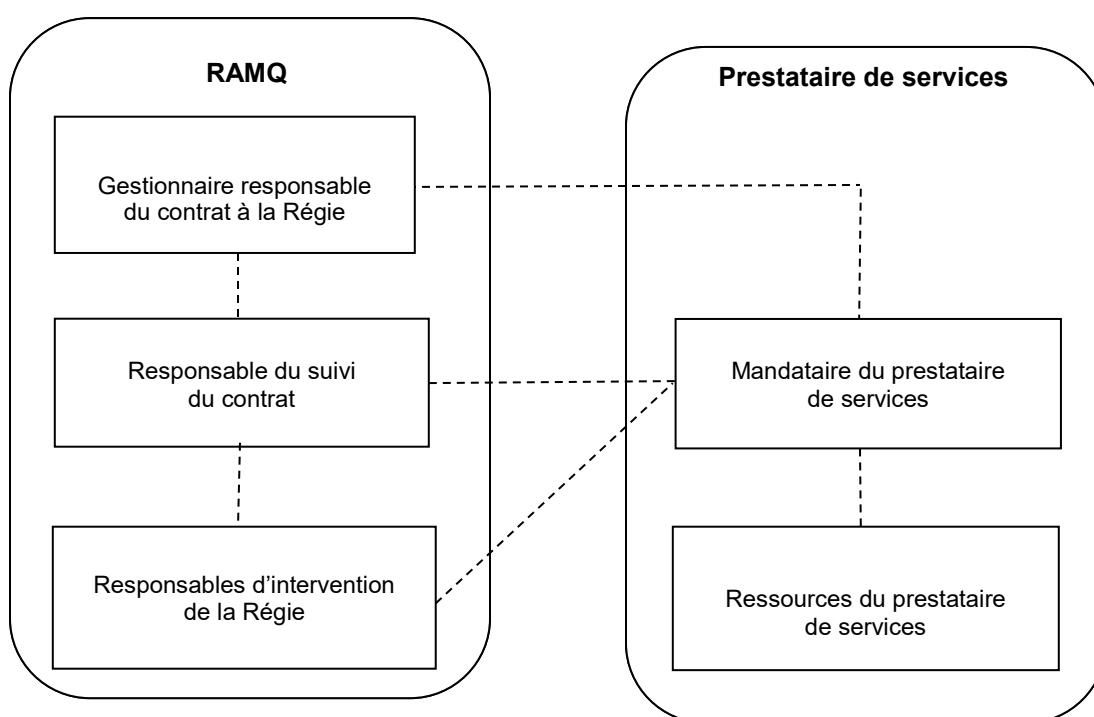 RAMQ
Gestionnaire responsable
du contrat à la Régie
Responsable du suivi
du contrat
Responsables d'intervention
de la Régie
Prestataire de services
Mandataire du prestataire
de services
Ressources du prestataire
de services